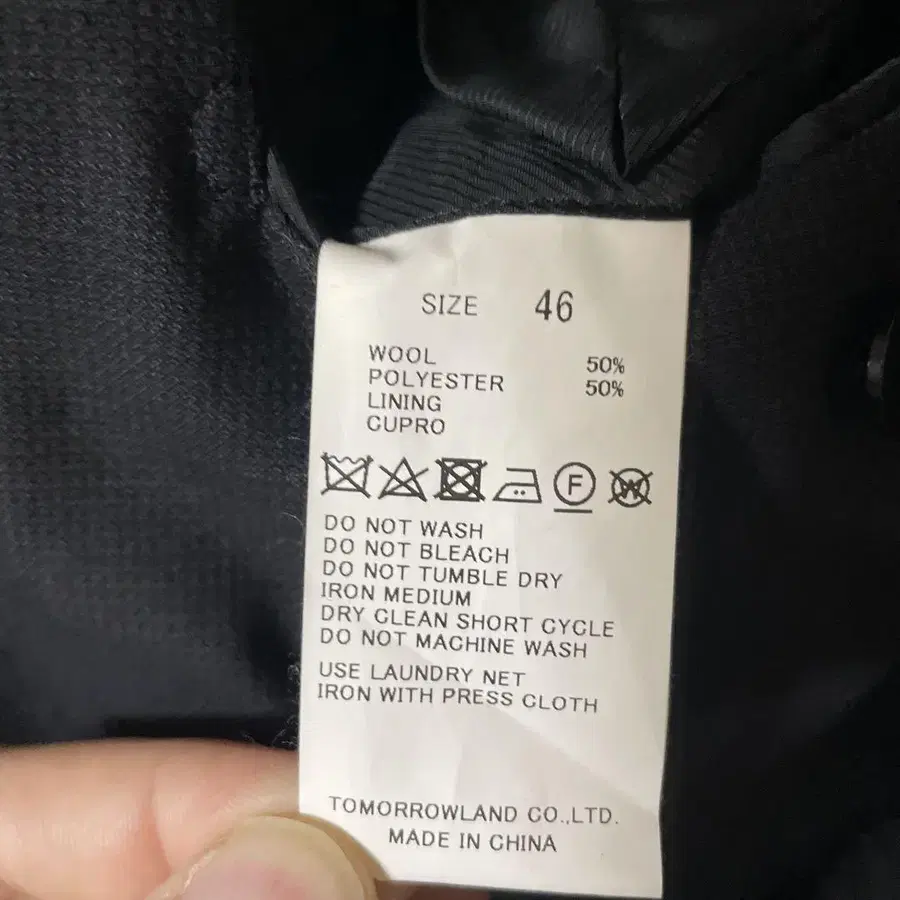 SIZE 46
WOOL 50%
POLYESTER 50%
LINING
CUPRO
F W
DO NOT WASH
DO NOT BLEACH
DO NOT TUMBLE DRY
IRON MEDIUM
DRY CLEAN SHORT CYCLE
DO NOT MACHINE WASH
USE LAUNDRY NET
IRON WITH PRESS CLOTH
TOMORROWLAND CO.,LTD.
MADE IN CHINA